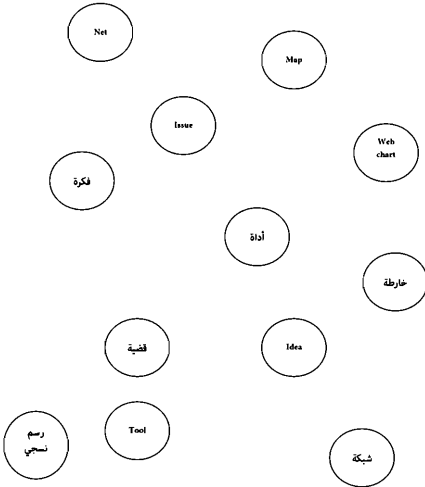 Net
Map
Issue
Web
chart
فكرة
أداة
خارطة
قضية
Idea
Tool
رسم
نسجي
شبكة